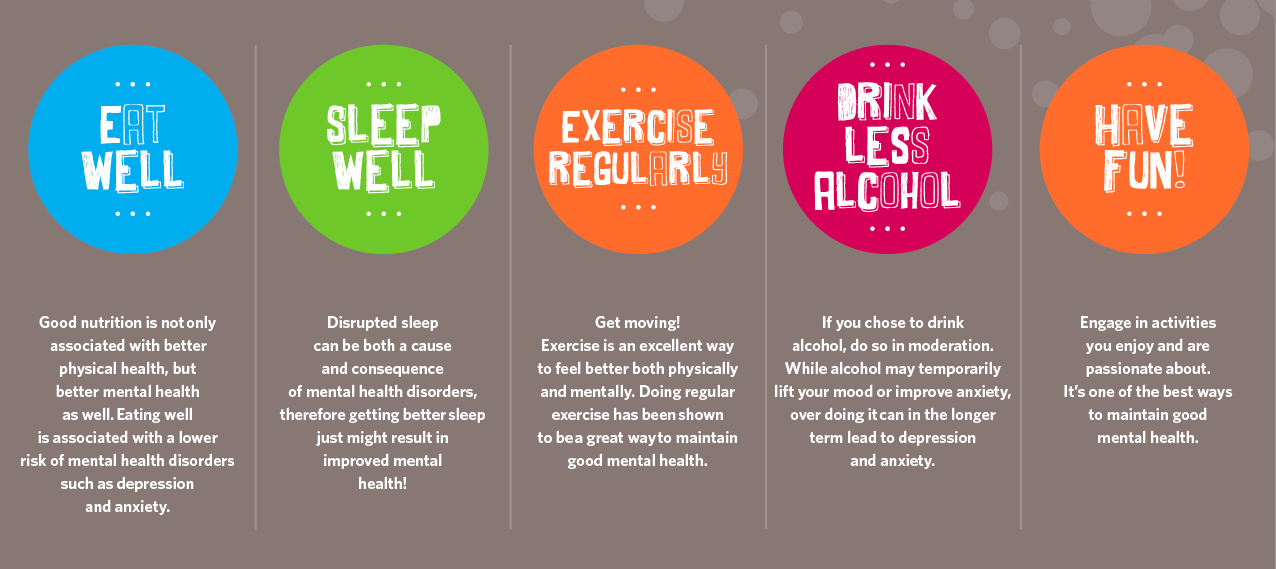 EAT
WELL
Good nutrition is not only
associated with better
physical health, but
better mental health
as well. Eating well
is associated with a lower
risk of mental health disorders
such as depression
and anxiety.
SLEEP
WELL
Disrupted sleep
can be both a cause
and consequence
of mental health disorders,
therefore getting better sleep
just might result in
improved mental
health!
EXERCISE
REGULARLY
Get moving!
Exercise is an excellent way
to feel better both physically
and mentally. Doing regular
exercise has been shown
to be a great way to maintain
good mental health.
DRINK
LESS
ALCOHOL
If you chose to drink
alcohol, do so in moderation.
While alcohol may temporarily
lift your mood or improve anxiety,
over doing it can in the longer
term lead to depression
and anxiety.
HAVE
FUN!
Engage in activities
you enjoy and are
passionate about.
It's one of the best ways
to maintain good
mental health.